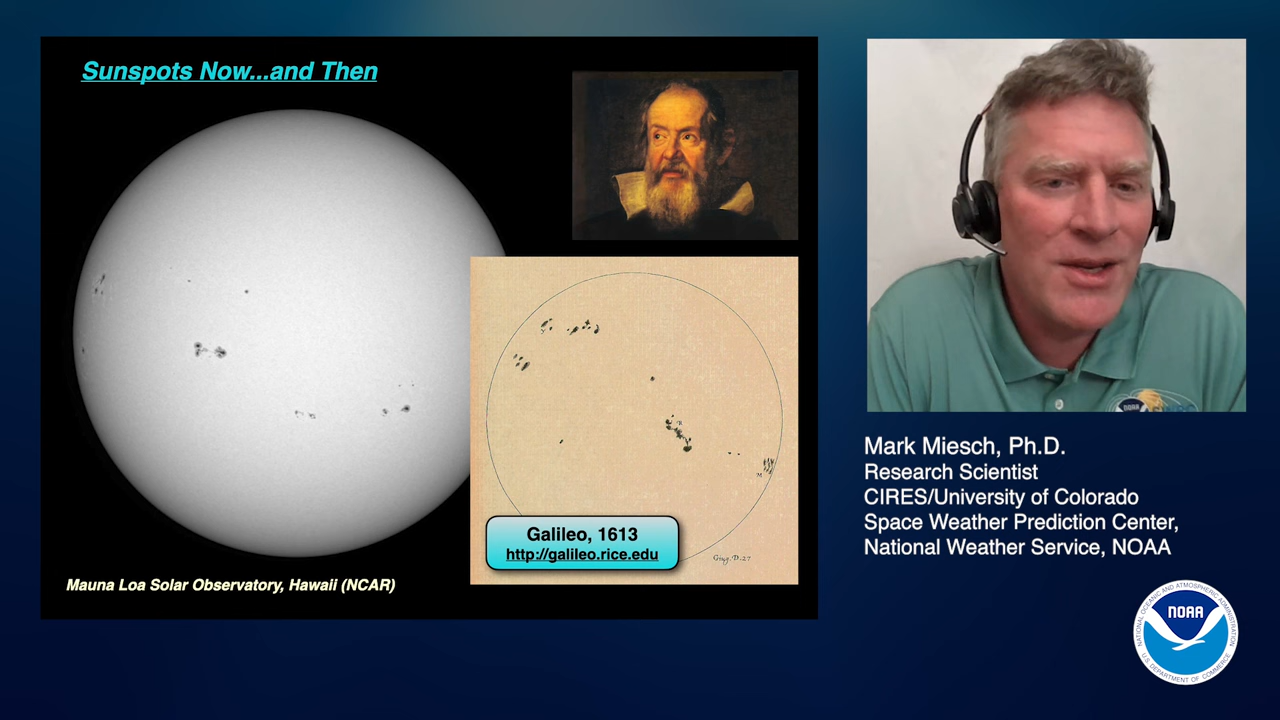 Sunspots Now...and Then
Galileo, 1613
http://galileo.rice.edu
Mauna Loa Solar Observatory, Hawaii (NCAR)
Mark Miesch, Ph.D.
Research Scientist
CIRES/University of Colorado
Space Weather Prediction Center,
National Weather Service, NOAA
NATIONAL OCEANIC AND ATMOSPHERIC ADMINISTRATION
NOAA
U.S. DEPARTMENT OF COMMERCE
R
M
NOAA